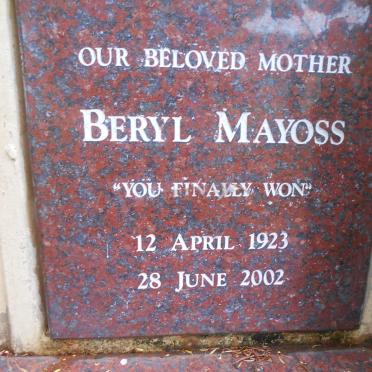 OUR BELOVED MOTHER
BERYL MAYOSS
"YOU FINALLY WON"
12 APRIL 1923
28 JUNE 2002